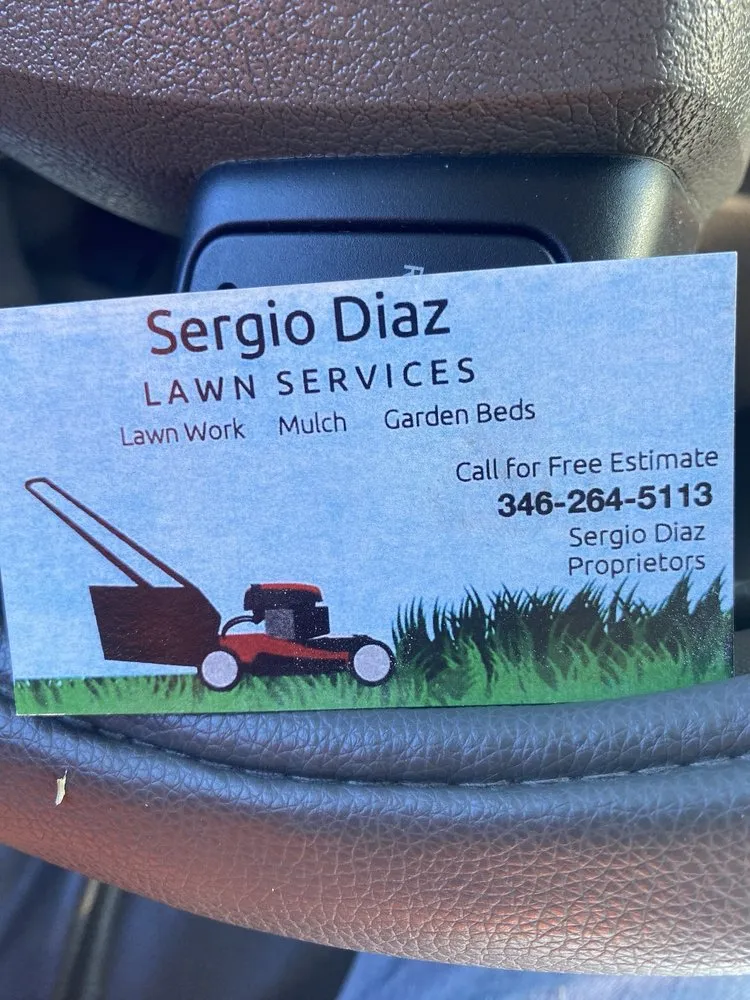 Sergio Diaz
LAWN SERVICES
Lawn Work Mulch Garden Beds
Call for Free Estimate
346-264-5113
Sergio Diaz
Proprietors